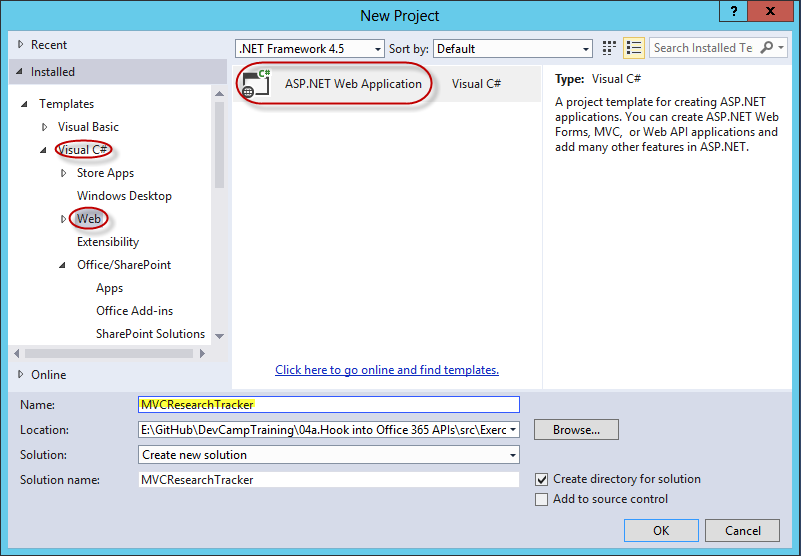 New Project
? X
Recent
.NET Framework 4.5 Sort by: Default Search Installed Te
Installed
Templates
Visual Basic
Visual C#
Store Apps
Windows Desktop
Web
Extensibility
Office/SharePoint
Apps
Office Add-ins
SharePoint Solutions
Online
C# ASP.NET Web Application Visual C#
Click here to go online and find templates.
Type: Visual C#
A project template for creating ASP.NET
applications. You can create ASP.NET Web
Forms, MVC, or Web API applications and
add many other features in ASP.NET.
Name: MVCResearchTracker
Location: E:\GitHub\DevCampTraining\04a.Hook into Office 365 APIs\src\Exerc Browse...
Solution: Create new solution
Solution name: MVCResearchTracker
Create directory for solution
Add to source control
OK Cancel